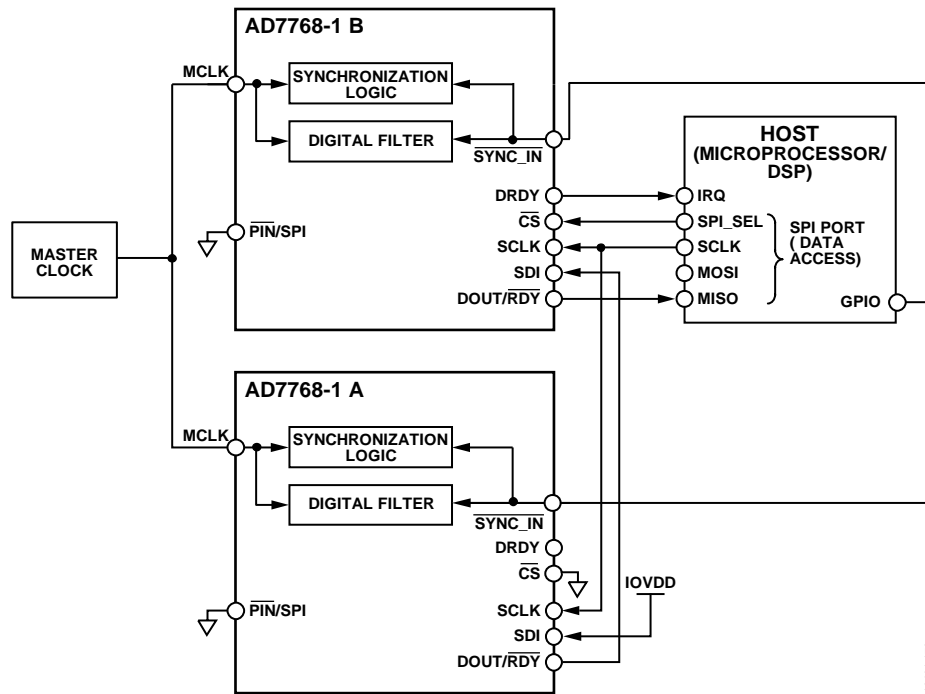 AD7768-1 B
MCLK
SYNCHRONIZATION
LOGIC
DIGITAL FILTER
SYNC_IN
DRDY
CS
SCLK
SDI
DOUT/RDY
PIN/SPI
MASTER
CLOCK
HOST
(MICROPROCESSOR/
DSP)
IRQ
SPI_SEL
SCLK
MOSI
MISO
SPI PORT
( DATA
ACCESS)
GPIO
AD7768-1 A
MCLK
SYNCHRONIZATION
LOGIC
DIGITAL FILTER
SYNC_IN
DRDY
CS
IOVDD
PIN/SPI
SCLK
SDI
DOUT/RDY